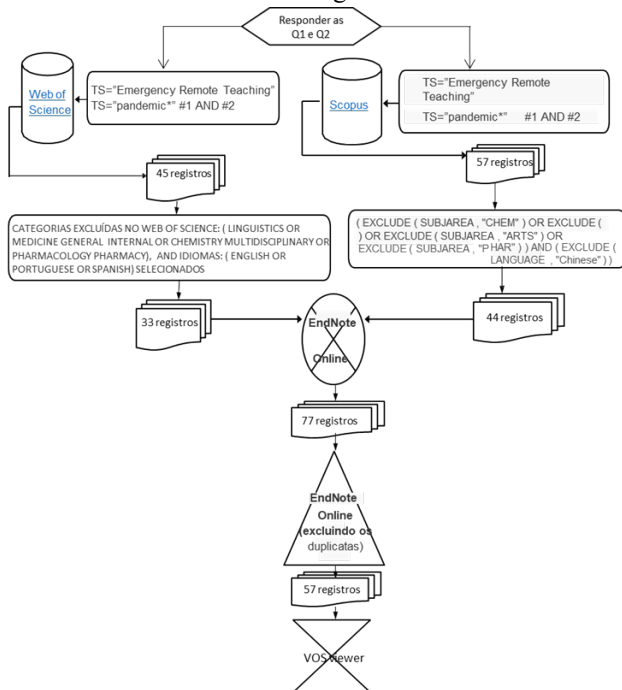 Responder as
Q1 e Q2
Web of
Science
TS="Emergency Remote Teaching"
TS="pandemic*" #1 AND #2
Scopus
TS="Emergency Remote
Teaching"
TS="pandemic*" #1 AND #2
45 registros
57 registros
CATEGORIAS EXCLUÍDAS NO WEB OF SCIENCE: ( LINGUISTICS OR
MEDICINE GENERAL INTERNAL OR CHEMISTRY MULTIDISCIPLINARY OR
PHARMACOLOGY PHARMACY), AND IDIOMAS: ( ENGLISH OR
PORTUGUESE OR SPANISH) SELECIONADOS
( EXCLUDE ( SUBJAREA , "CHEM" ) OR EXCLUDE (
) OR EXCLUDE ( SUBJAREA , "ARTS" ) OR
EXCLUDE ( SUBJAREA , "PHAR" ) ) AND ( EXCLUDE (
LANGUAGE , "Chinese" ) )
33 registros
EndNote
Online
44 registros
77 registros
EndNote
Online
(excluindo os
duplicatas)
57 registros
VOSviewer